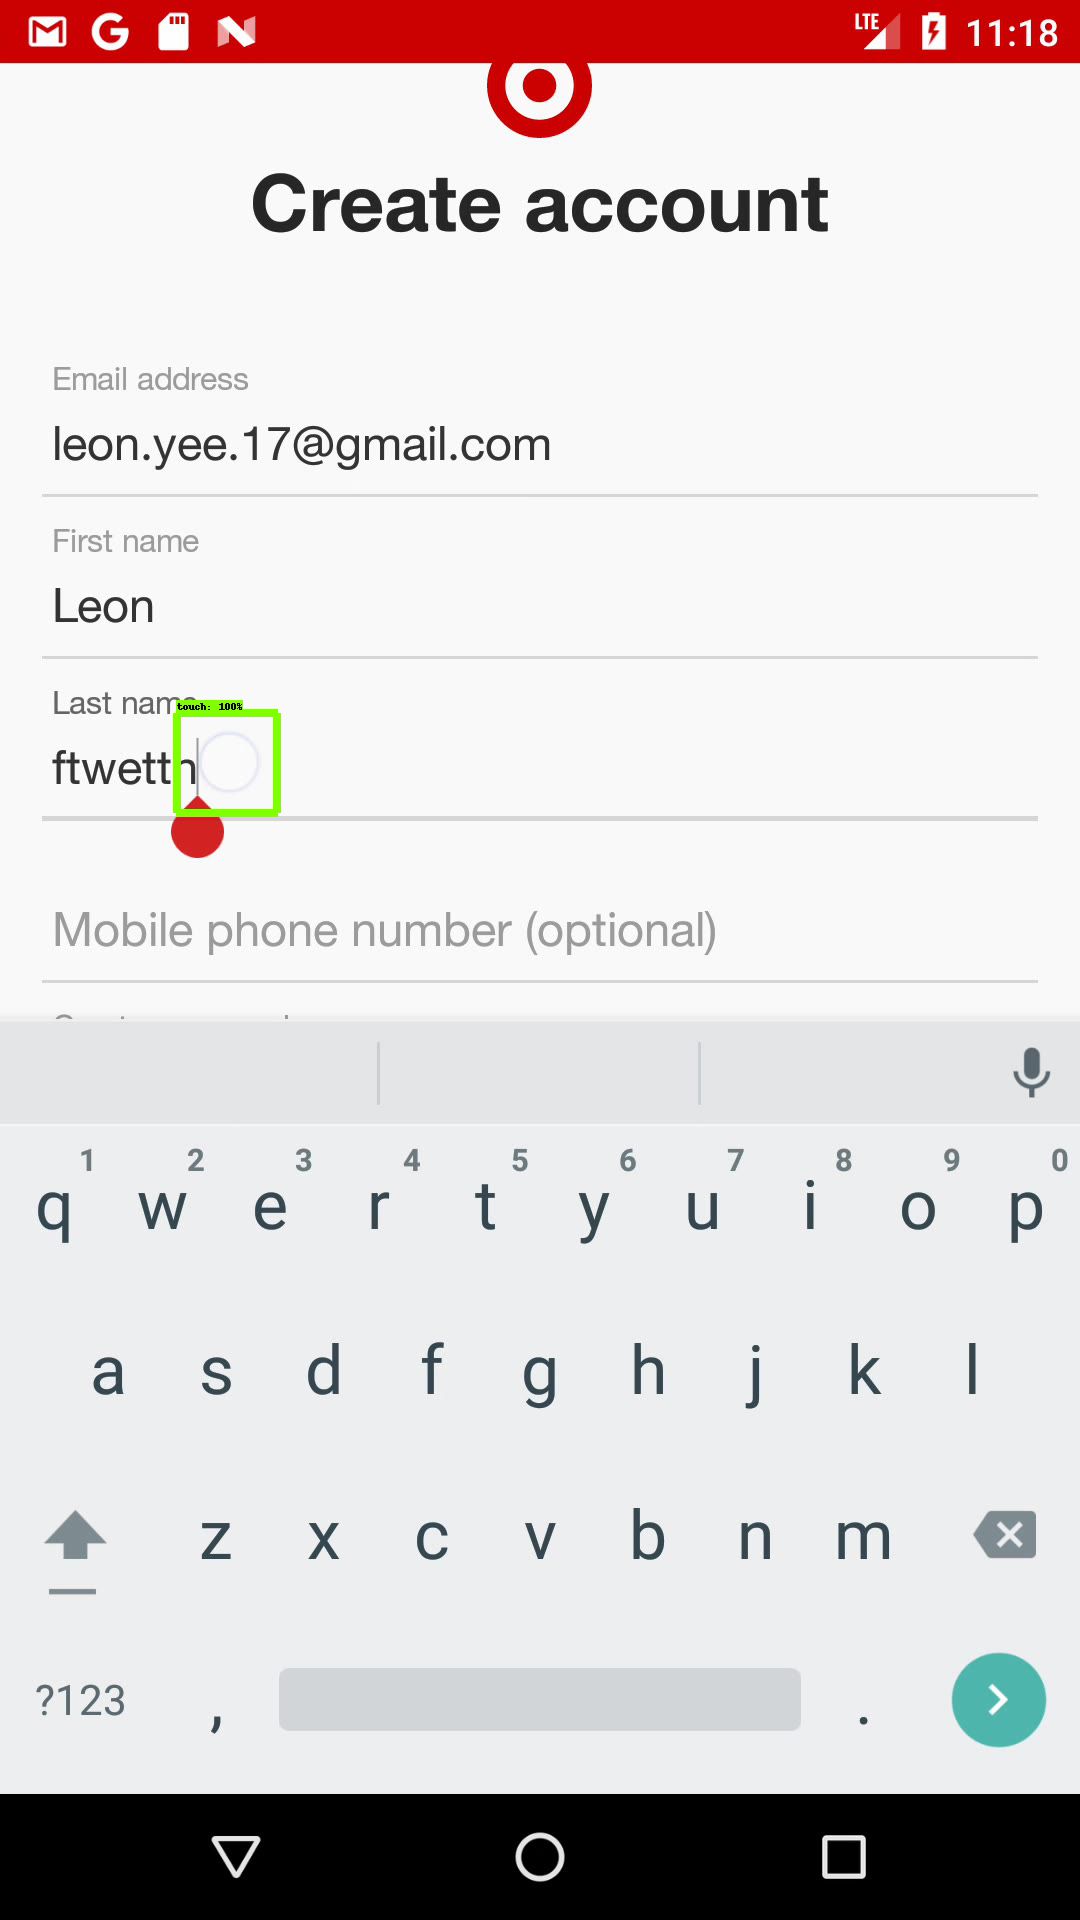 LTE 11:18
Create account
Email address
leon.yee.17@gmail.com
First name
Leon
Last name
touch: 100%
ftwetth
Mobile phone number (optional)
1 2 3 4 5 6 7 8 9 0
q w e r t y u i o p
a s d f g h j k l
z x c v b n m
?123 , .